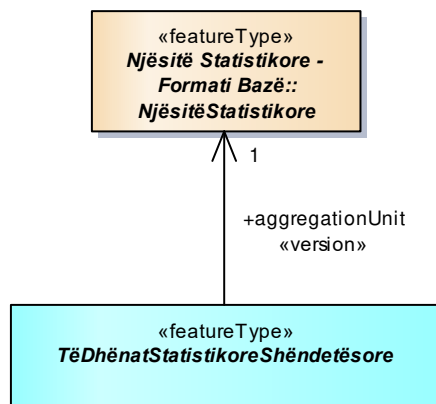 «featureType»
Njësitë Statistikore -
Formati Bazë::
NjësitëStatistikore
1
+aggregationUnit
«version»
«featureType»
TëDhënatStatistikoreShëndetësore